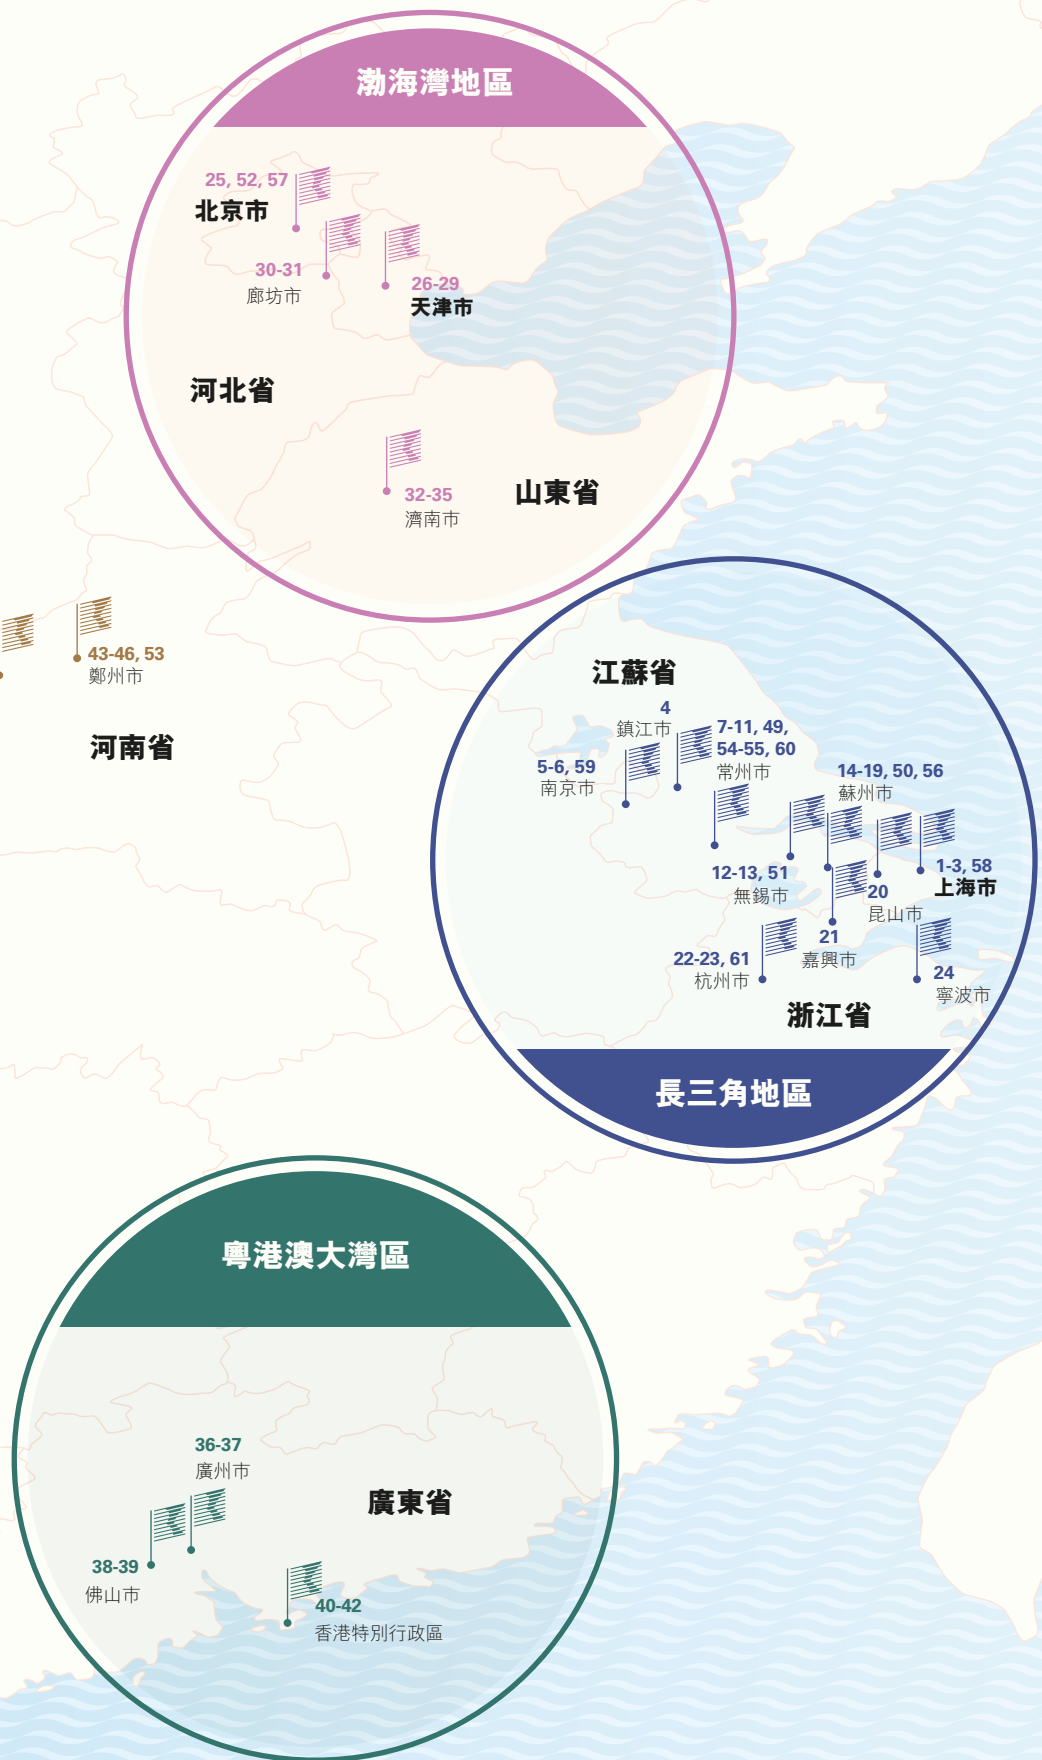 渤海灣地區
25, 52, 57
北京市
30-31
廊坊市
26-29
天津市
河北省
32-35
濟南市
山東省
43-46, 53
鄭州市
河南省
江蘇省
4
鎮江市
7-11, 49,
54-55, 60
常州市
5-6, 59
南京市
14-19, 50, 56
蘇州市
12-13, 51
無錫市
1-3, 58
上海市
20
昆山市
21
嘉興市
22-23, 61
杭州市
24
寧波市
浙江省
長三角地區
粵港澳大灣區
36-37
廣州市
廣東省
38-39
佛山市
40-42
香港特別行政區